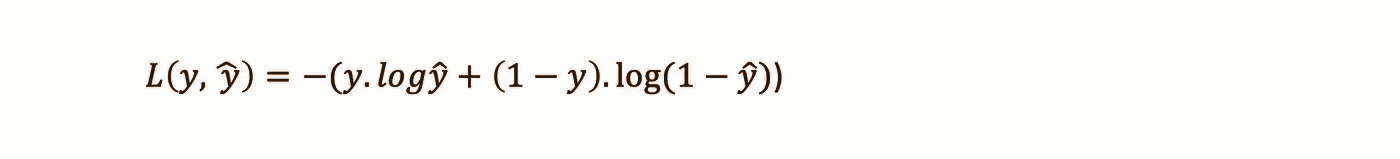 L(y, ŷ) = −(y. logŷ + (1 − y). log(1 − ŷ))